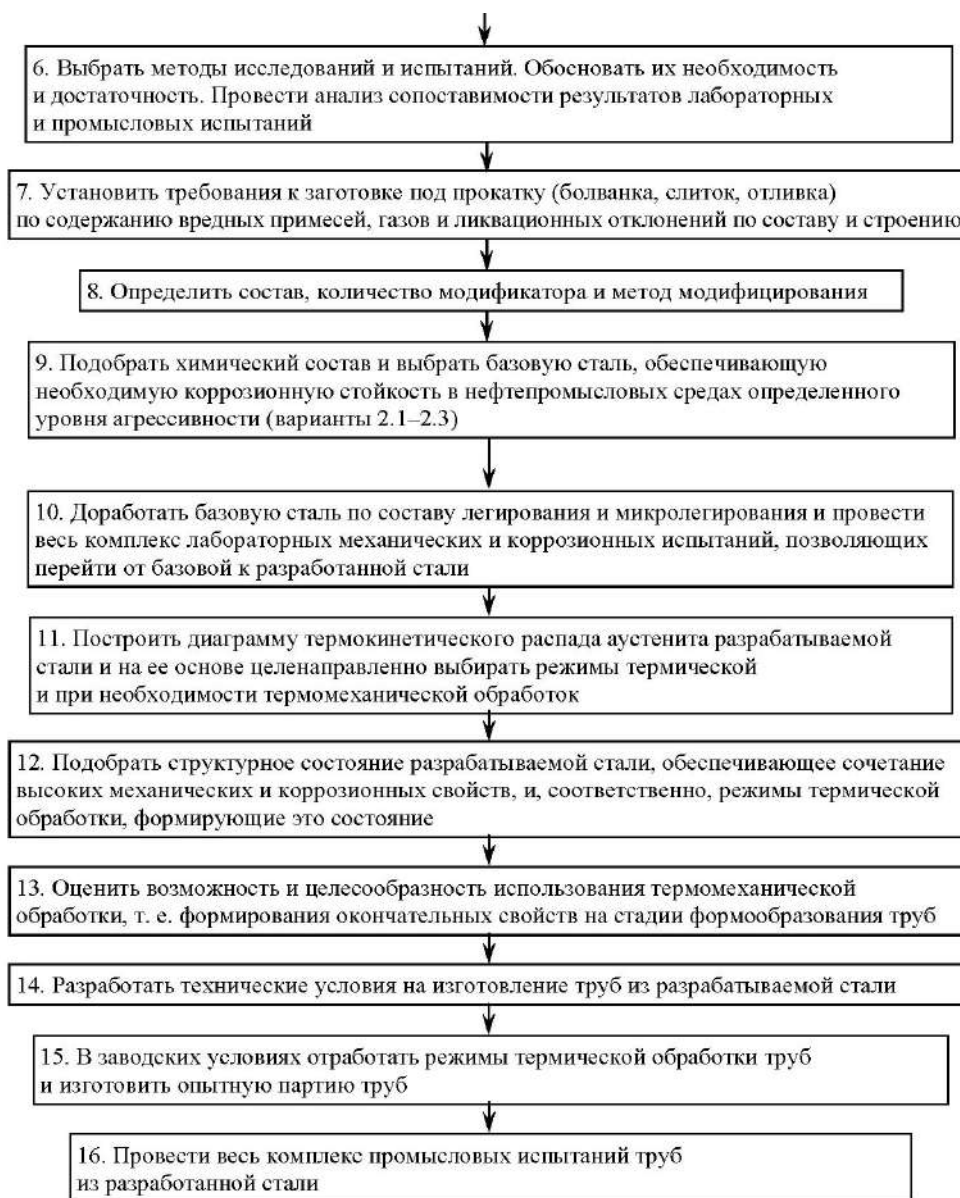 6. Выбрать методы исследований и испытаний. Обосновать их необходимость
и достаточность. Провести анализ сопоставимости результатов лабораторных
и промысловых испытаний
7. Установить требования к заготовке под прокатку (болванка, слиток, отливка)
по содержанию вредных примесей, газов и ликвационных отклонений по составу и строению
8. Определить состав, количество модификатора и метод модифицирования
9. Подобрать химический состав и выбрать базовую сталь, обеспечивающую
необходимую коррозионную стойкость в нефтепромысловых средах определенного
уровня агрессивности (варианты 2.1–2.3)
10. Доработать базовую сталь по составу легирования и микролегирования и провести
весь комплекс лабораторных механических и коррозионных испытаний, позволяющих
перейти от базовой к разработанной стали
11. Построить диаграмму термокинетического распада аустенита разрабатываемой
стали и на ее основе целенаправленно выбирать режимы термической
и при необходимости термомеханической обработок
12. Подобрать структурное состояние разрабатываемой стали, обеспечивающее сочетание
высоких механических и коррозионных свойств, и, соответственно, режимы термической
обработки, формирующие это состояние
13. Оценить возможность и целесообразность использования термомеханической
обработки, т. е. формирования окончательных свойств на стадии формообразования труб
14. Разработать технические условия на изготовление труб из разрабатываемой стали
15. В заводских условиях отработать режимы термической обработки труб
и изготовить опытную партию труб
16. Провести весь комплекс промысловых испытаний труб
из разработанной стали